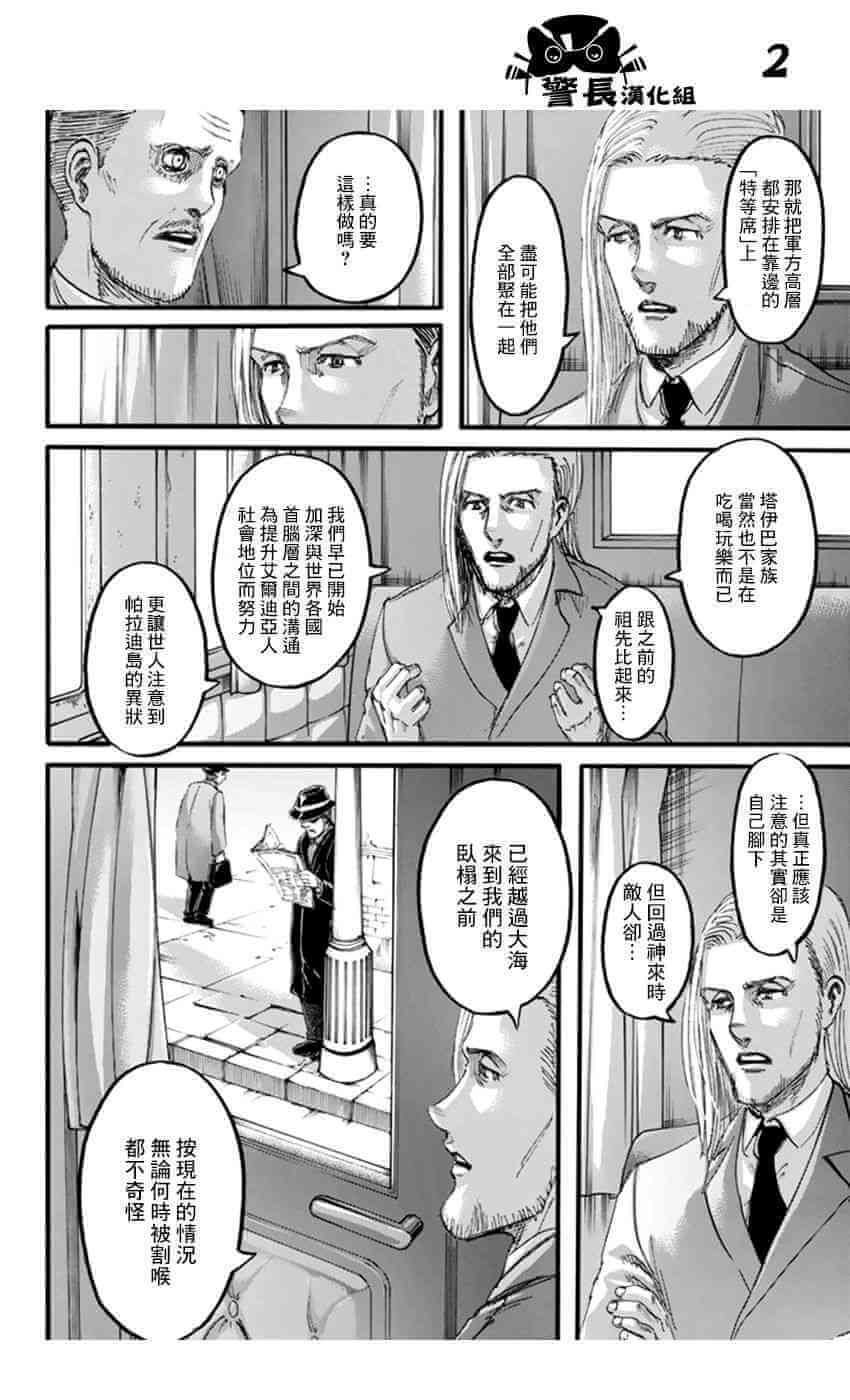 警長漢化組
2
那就把軍方高層
都安排在靠邊的
「特等席」上
盡可能把他們
全部聚在一起
…真的要
這樣做嗎？
塔伊巴家族
當然也不是在
吃喝玩樂而已
跟之前的
祖先比起來…
我們早已開始
加深與世界各國
首腦層之間的溝通
為提升艾爾迪亞人
社會地位而努力
更讓世人注意到
帕拉迪島的異狀
…但真正應該
注意的其實卻是
自己腳下
但回過神來時
敵人卻…
已經越過大海
來到我們的
臥榻之前
按現在的情況
無論何時被割喉
都不奇怪